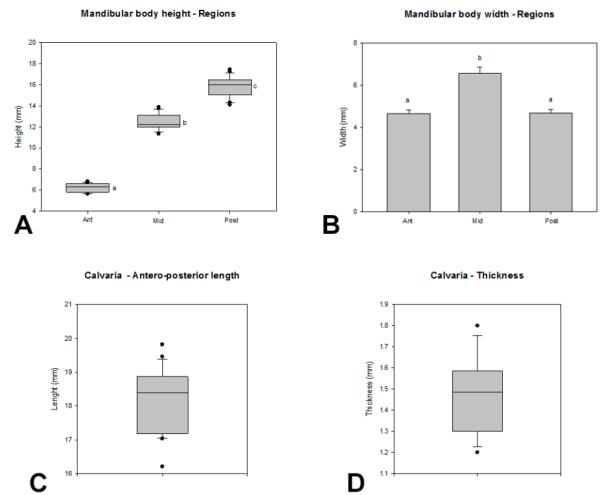 Mandibular body height - Regions
20
18
16
14
12
10
8
6
4
Height (mm)
a
b
c
Ant Mid Post
A
Mandibular body width - Regions
8
6
4
2
0
Width (mm)
a
b
a
Ant Mid Post
B
Calvaria - Antero-posterior length
21
20
19
18
17
16
Lenght (mm)
C
Calvaria - Thickness
1.9
1.8
1.7
1.6
1.5
1.4
1.3
1.2
1.1
Thickness (mm)
D